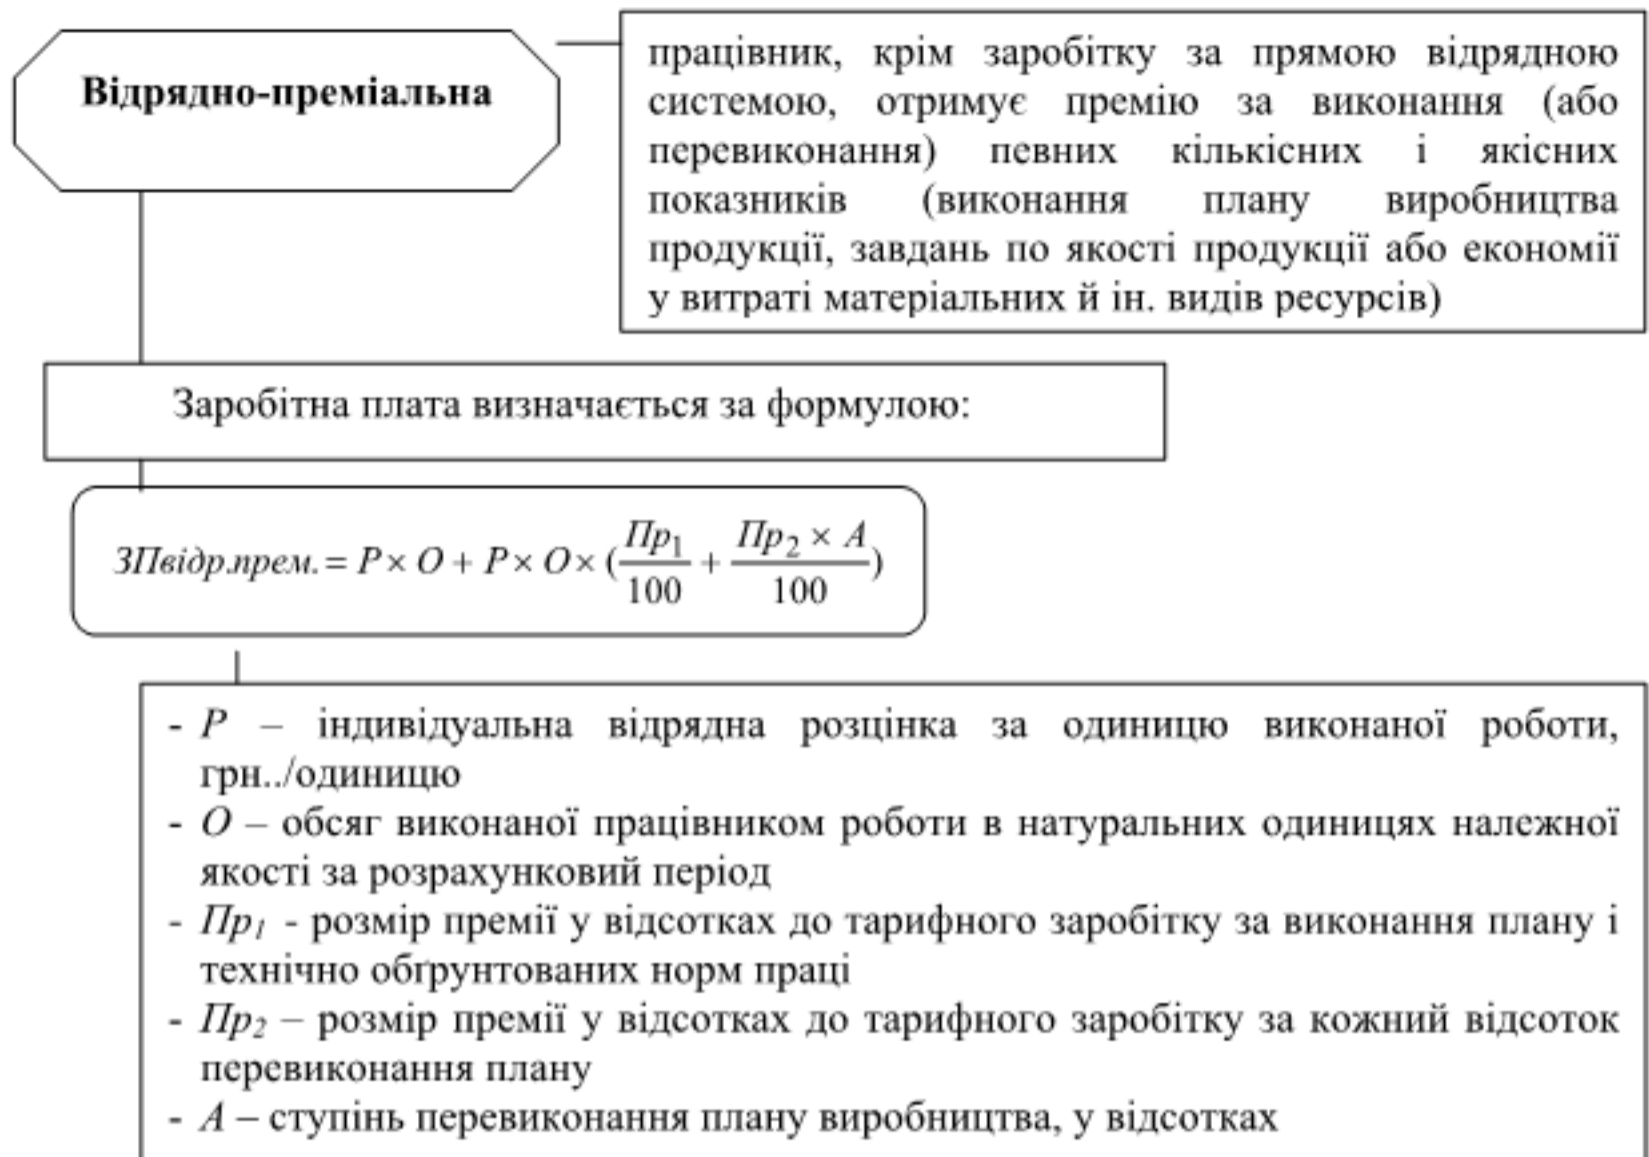 Відрядно-преміальна
працівник, крім заробітку за прямою відрядною
системою, отримує премію за виконання (або
перевиконання) певних кількісних і якісних
показників (виконання плану виробництва
продукції, завдань по якості продукції або економії
у витраті матеріальних й ін. видів ресурсів)
Заробітна плата визначається за формулою:
ЗПвідр.прем. = P × O + P × O × (Пр₁/100 + Пр₂ × А/100)
- Р – індивідуальна відрядна розцінка за одиницю виконаної роботи,
грн../одиницю
- О – обсяг виконаної працівником роботи в натуральних одиницях належної
якості за розрахунковий період
- Пр₁ - розмір премії у відсотках до тарифного заробітку за виконання плану і
технічно обґрунтованих норм праці
- Пр₂ – розмір премії у відсотках до тарифного заробітку за кожний відсоток
перевиконання плану
- А – ступінь перевиконання плану виробництва, у відсотках